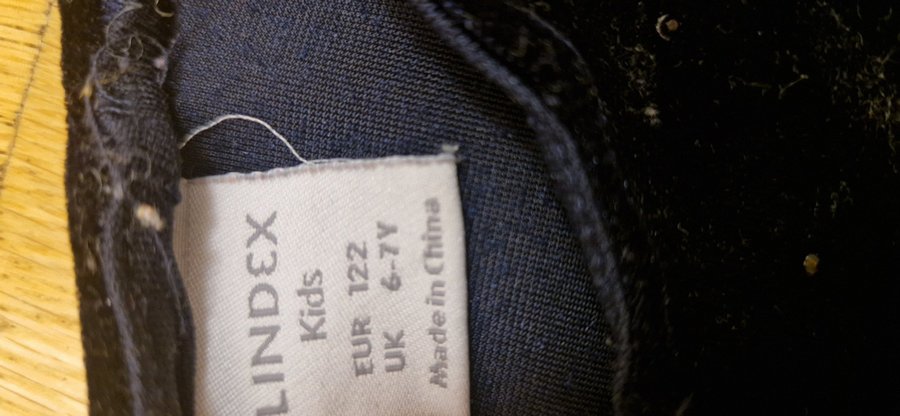 LINDEX
Kids
EUR 122
UK 6-7Y
Made in China